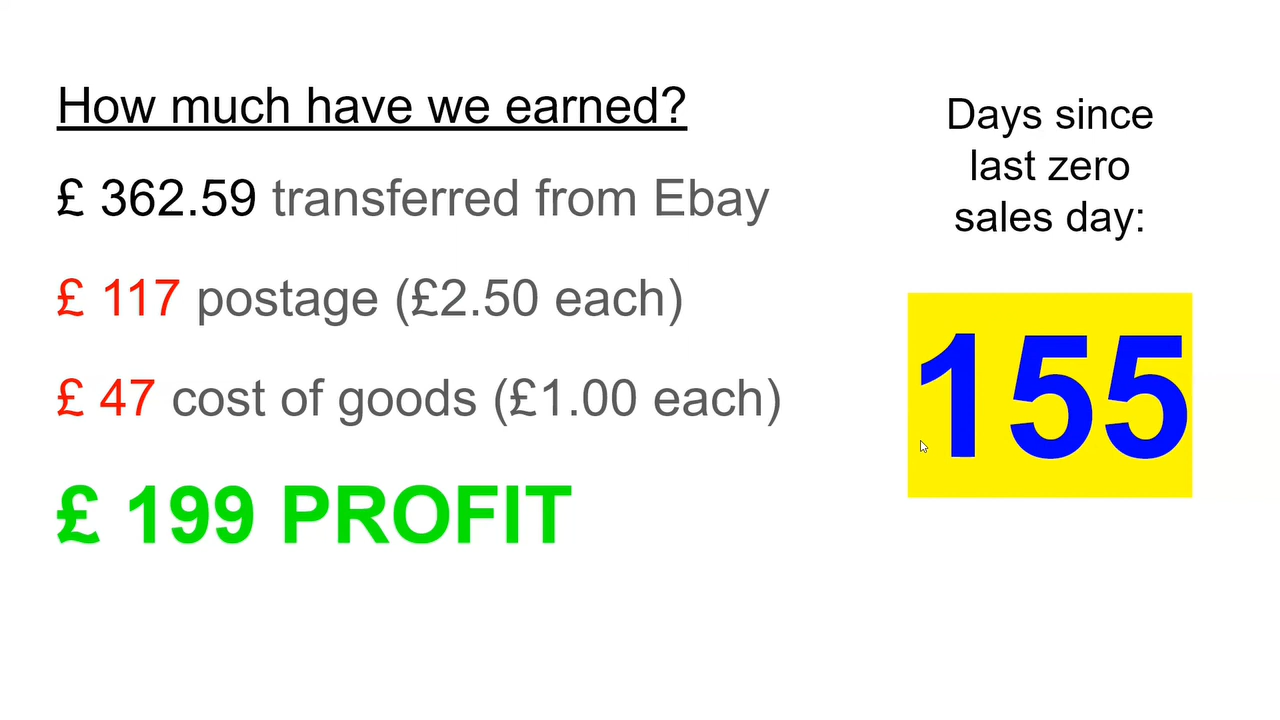 How much have we earned?
£ 362.59 transferred from Ebay
£ 117 postage (£2.50 each)
£ 47 cost of goods (£1.00 each)
£ 199 PROFIT
Days since
last zero
sales day:
155